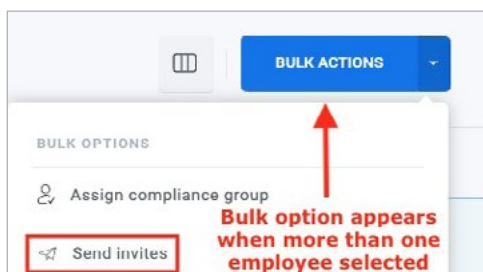 BULK ACTIONS
BULK OPTIONS
Assign compliance group
Bulk option appears
when more than one
employee selected
Send invites